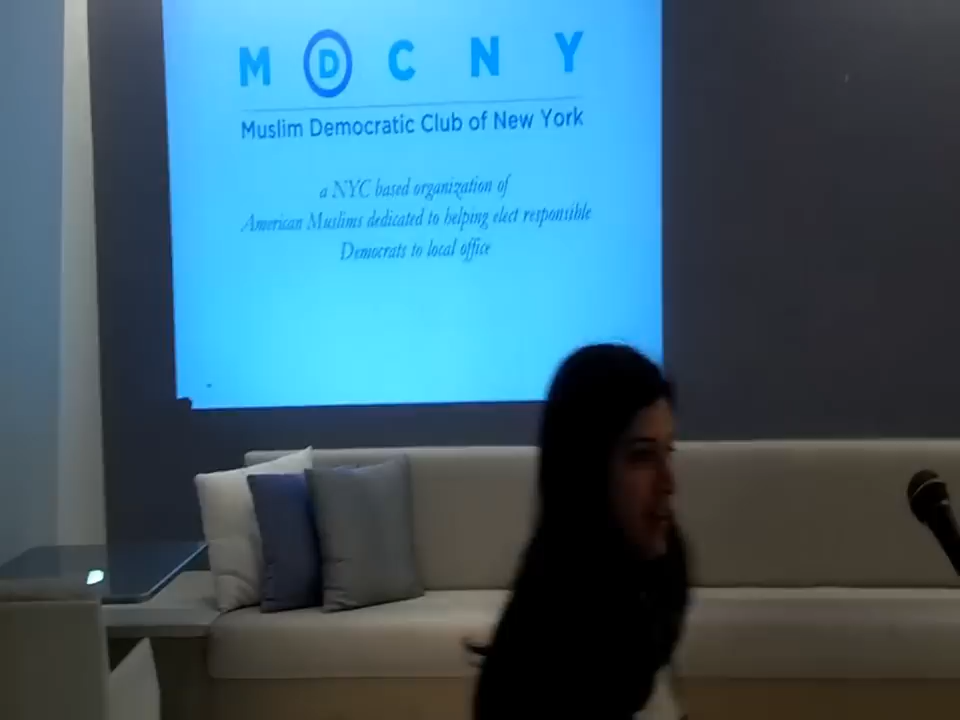 M D C N Y
Muslim Democratic Club of New York
a NYC based organization of
American Muslims dedicated to helping elect responsible
Democrats to local office